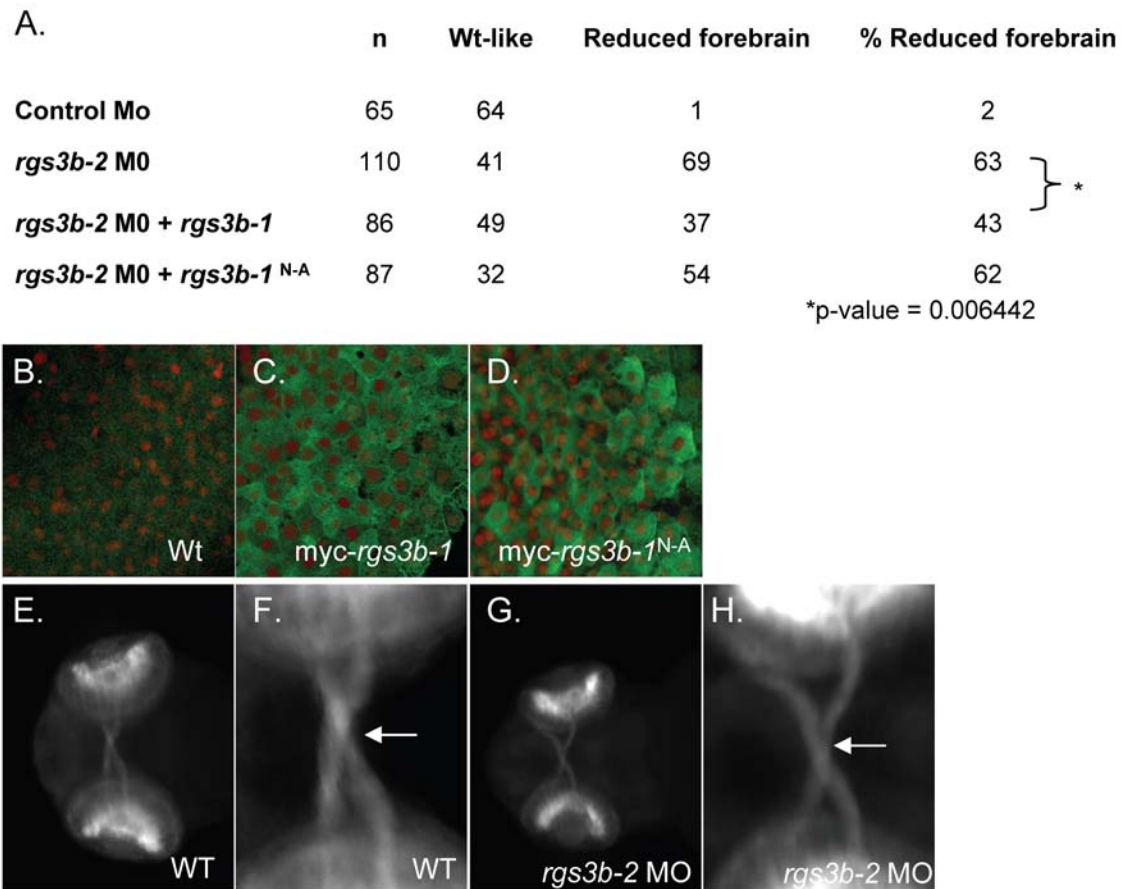 A.
n Wt-like Reduced forebrain % Reduced forebrain
Control Mo 65 64 1 2
rgs3b-2 M0 110 41 69 63
*
rgs3b-2 M0 + rgs3b-1 86 49 37 43
rgs3b-2 M0 + rgs3b-1 N-A 87 32 54 62
*p-value = 0.006442
B. C. D.
Wt myc-rgs3b-1 myc-rgs3b-1N-A
E. F. G. H.
WT WT rgs3b-2 MO rgs3b-2 MO